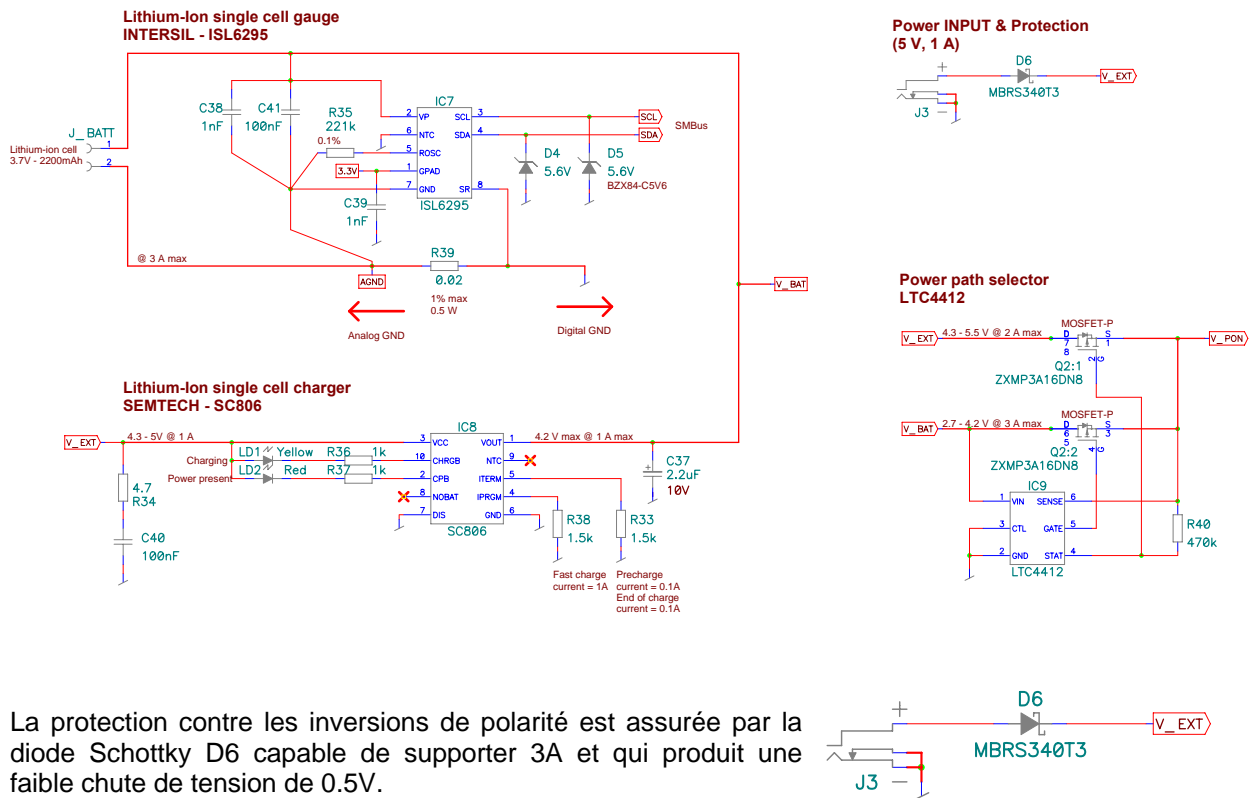 Lithium-Ion single cell gauge
INTERSIL - ISL6295
C38
1nF
C41
100nF
R35
221k
0.1%
IC7
2 VP SCL 3
6 NTC SDA 4
5 ROSC
1 GPAD
7 GND SR 8
ISL6295
3.3V
C39
1nF
SCL
SDA
SMBus
D4
5.6V
D5
5.6V
BZX84-C5V6
J_BATT
1
2
Lithium-ion cell
3.7V - 2200mAh
@ 3 A max
AGND
R39
0.02
1% max
0.5 W
Analog GND
Digital GND
V_BAT
Power INPUT & Protection
(5 V, 1 A)
+
J3 -
D6
MBRS340T3
V_EXT
Power path selector
LTC4412
V_EXT
4.3 - 5.5 V @ 2 A max
MOSFET-P
D
7
8
S
1
2
G
Q2:1
ZXMP3A16DN8
V_PON
V_BAT
2.7 - 4.2 V @ 3 A max
MOSFET-P
D
6
5
S
3
4
G
Q2:2
ZXMP3A16DN8
IC9
1 VIN SENSE 6
3 CTL GATE 5
2 GND STAT 4
LTC4412
R40
470k
Lithium-Ion single cell charger
SEMTECH - SC806
V_EXT
4.3 - 5V @ 1 A
Charging
LD1 Yellow R36 1k
Power present
LD2 Red R37 1k
4.7
R34
C40
100nF
IC8
3 VCC VOUT 1
10 CHRGB NTC 9
2 CPB ITERM 5
8 NOBAT IPRGM 4
7 DIS GND 6
SC806
4.2 V max @ 1 A max
C37
2.2uF
10V
+
R38
1.5k
R33
1.5k
Fast charge
current = 1A
Precharge
current = 0.1A
End of charge
current = 0.1A
La protection contre les inversions de polarité est assurée par la
diode Schottky D6 capable de supporter 3A et qui produit une
faible chute de tension de 0.5V.
+
J3 -
D6
MBRS340T3
V_EXT